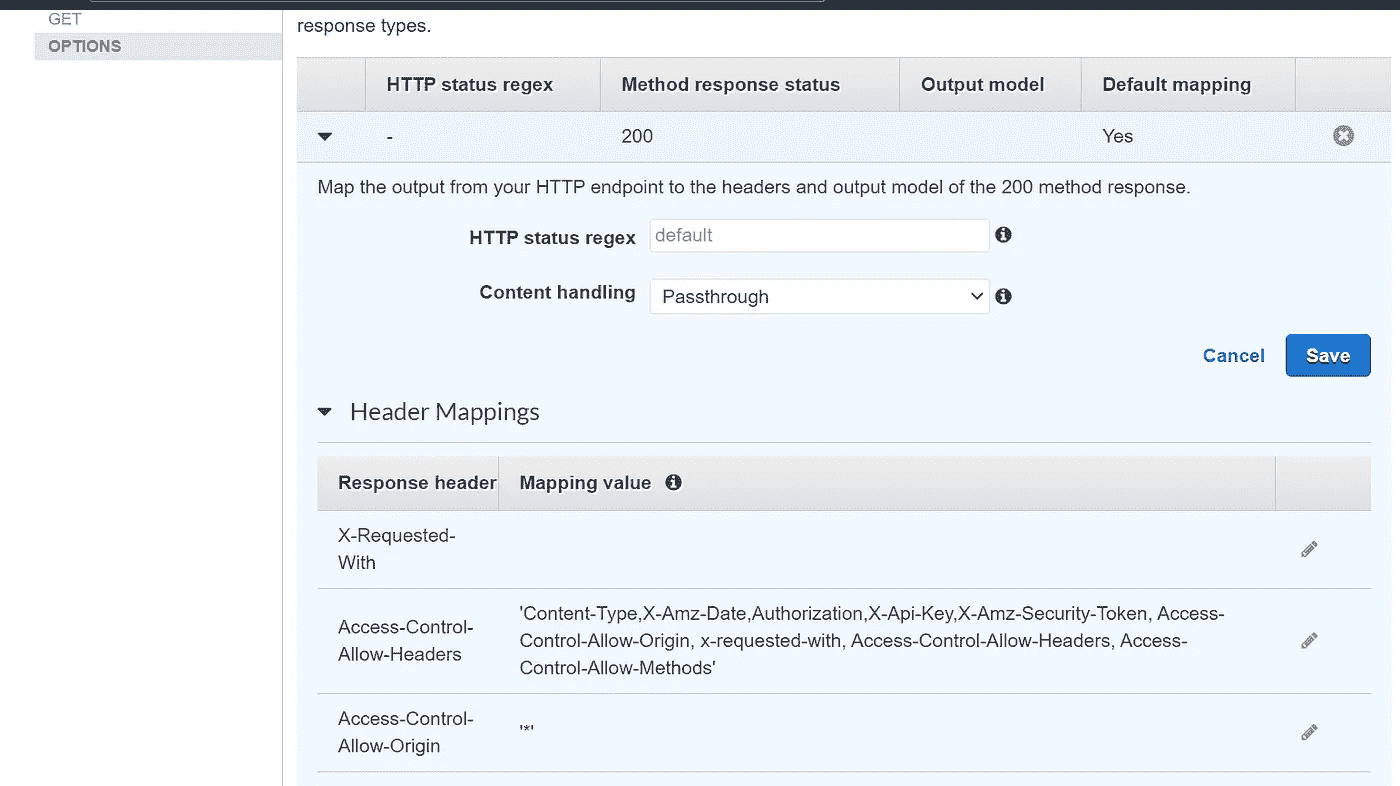 GET
OPTIONS
response types.
HTTP status regex Method response status Output model Default mapping
- 200 Yes
Map the output from your HTTP endpoint to the headers and output model of the 200 method response.
HTTP status regex default
Content handling Passthrough
Cancel Save
Header Mappings
Response header Mapping value
X-Requested-
With
'Content-Type,X-Amz-Date,Authorization,X-Api-Key,X-Amz-Security-Token, Access-
Access-Control-
Control-Allow-Origin, x-requested-with, Access-Control-Allow-Headers, Access-
Allow-Headers
Control-Allow-Methods'
Access-Control-
Allow-Origin
'*'